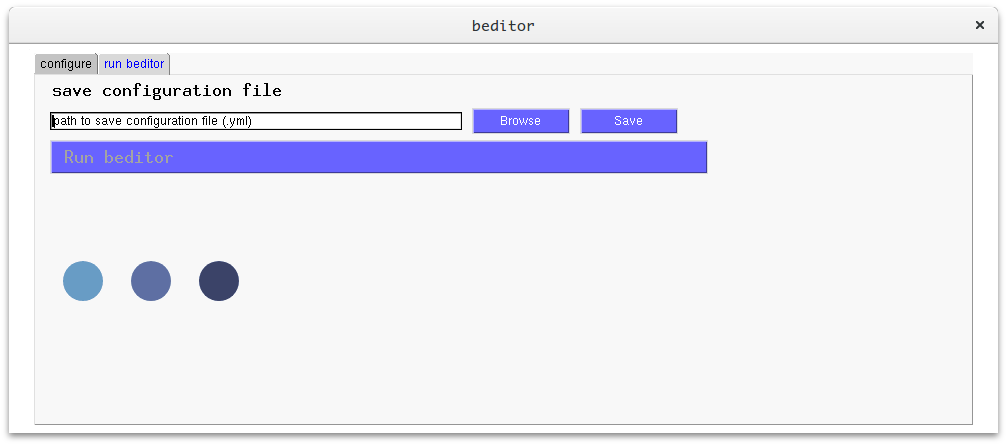 beditor
configure run beditor
save configuration file
path to save configuration file (.yml) Browse Save
Run beditor